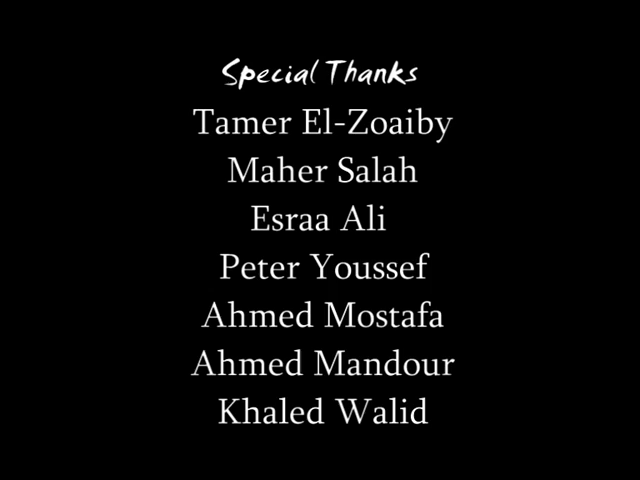 Special Thanks
Tamer El-Zoaiby
Maher Salah
Esraa Ali
Peter Youssef
Ahmed Mostafa
Ahmed Mandour
Khaled Walid